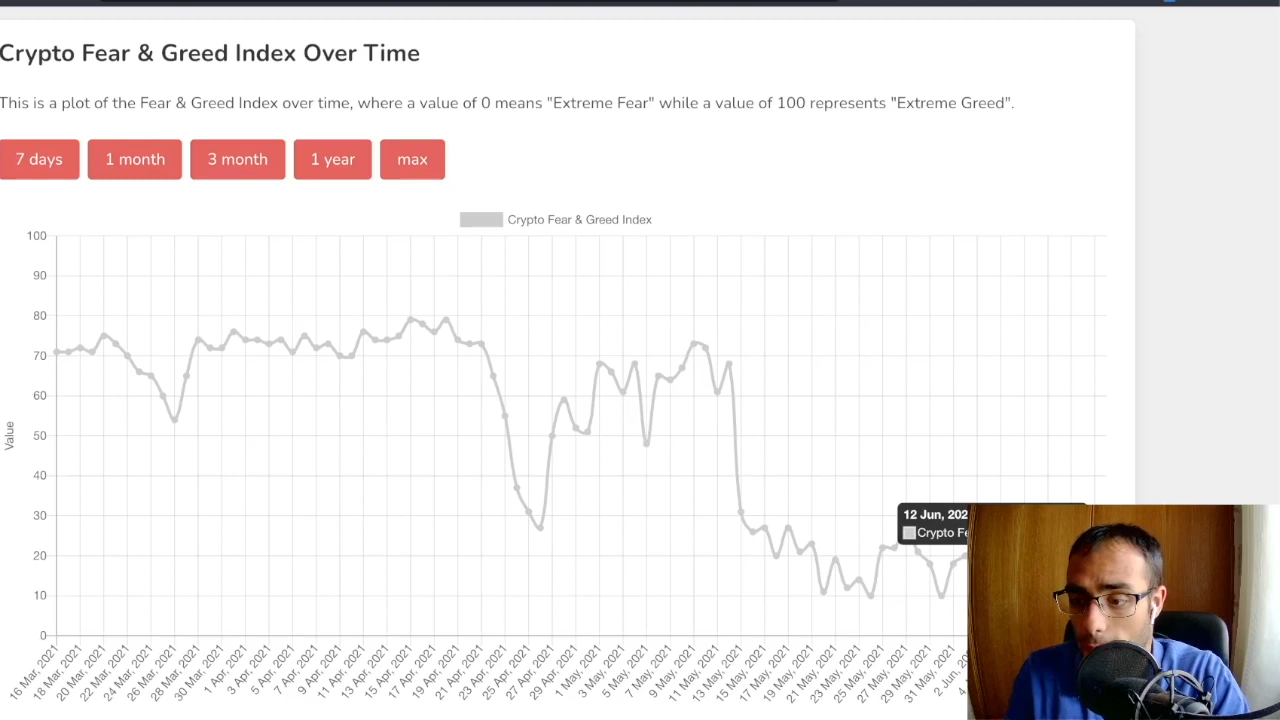 Crypto Fear & Greed Index Over Time
This is a plot of the Fear & Greed Index over time, where a value of 0 means "Extreme Fear" while a value of 100 represents "Extreme Greed".
7 days 1 month 3 month 1 year max
Crypto Fear & Greed Index
100
90
80
70
60
50
40
30
20
10
0
Value
12 Jun, 202
Crypto Fe
16 Mar, 2021 18 Mar, 2021 20 Mar, 2021 22 Mar, 2021 24 Mar, 2021 26 Mar, 2021 28 Mar, 2021 30 Mar, 2021 1 Apr, 2021 3 Apr, 2021 5 Apr, 2021 7 Apr, 2021 9 Apr, 2021 11 Apr, 2021 13 Apr, 2021 15 Apr, 2021 17 Apr, 2021 19 Apr, 2021 21 Apr, 2021 23 Apr, 2021 25 Apr, 2021 27 Apr, 2021 29 Apr, 2021 1 May, 2021 3 May, 2021 5 May, 2021 7 May, 2021 9 May, 2021 11 May, 2021 13 May, 2021 15 May, 2021 17 May, 2021 19 May, 2021 21 May, 2021 23 May, 2021 25 May, 2021 27 May, 2021 29 May, 2021 31 May, 2021 2 Jun, 2021 4